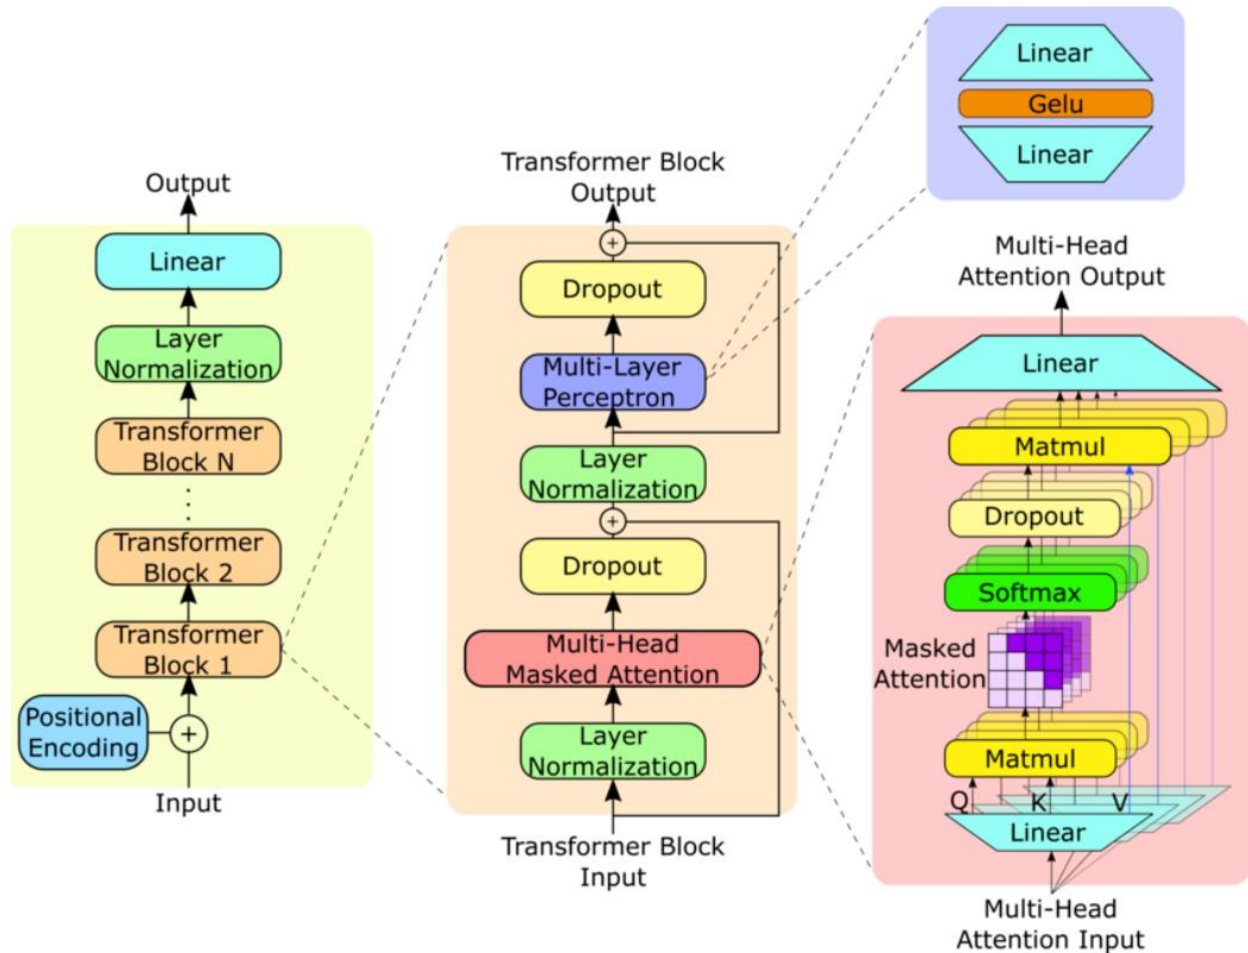 Output
Linear
Layer
Normalization
Transformer
Block N
Transformer
Block 2
Transformer
Block 1
Positional
Encoding
+
Input
Transformer Block
Output
+
Dropout
Multi-Layer
Perceptron
Layer
Normalization
+
Dropout
Multi-Head
Masked Attention
Layer
Normalization
Transformer Block
Input
Linear
Gelu
Linear
Multi-Head
Attention Output
Linear
Matmul
Dropout
Softmax
Masked
Attention
Matmul
Q K V
Linear
Multi-Head
Attention Input